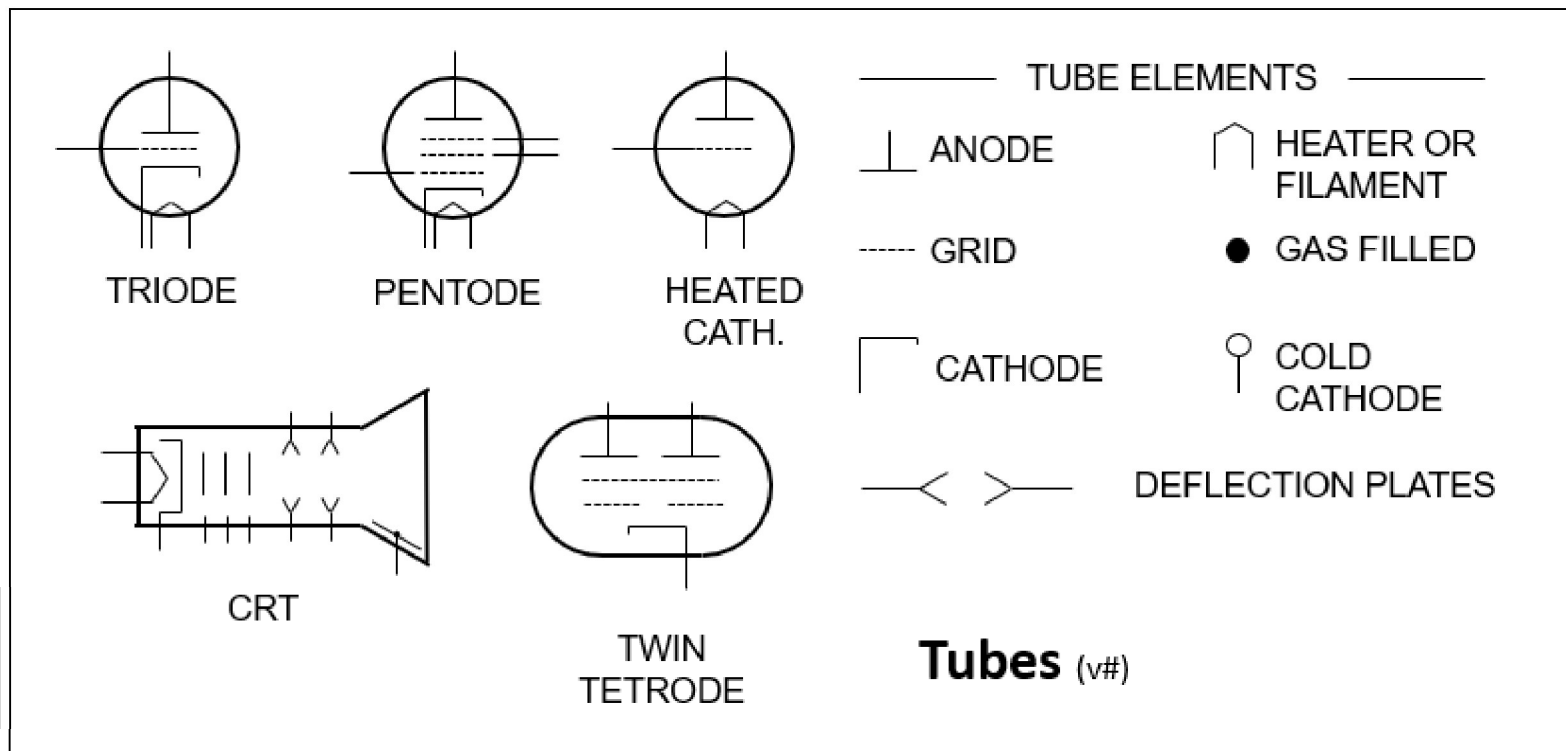 TUBE ELEMENTS
TRIODE
PENTODE
HEATED
CATH.
ANODE
HEATER OR
FILAMENT
GRID
GAS FILLED
CATHODE
COLD
CATHODE
DEFLECTION PLATES
CRT
TWIN
TETRODE
Tubes (v#)